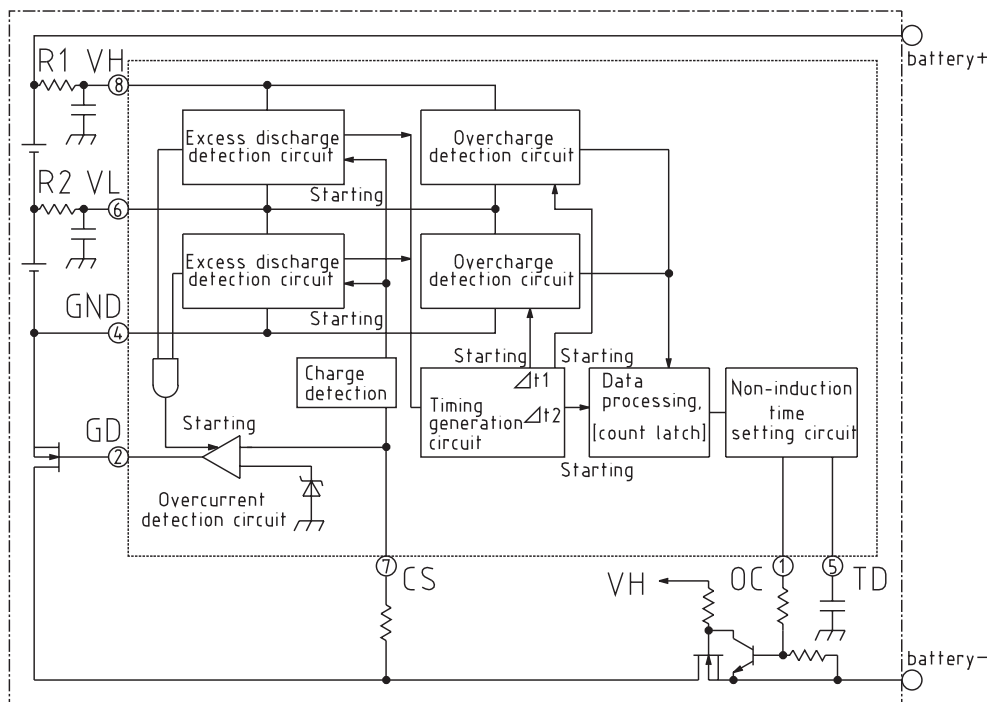 battery+
R1 VH
8
Excess discharge
detection circuit
Overcharge
detection circuit
Starting
R2 VL
6
Excess discharge
detection circuit
Overcharge
detection circuit
Starting
GND
4
Starting
Starting
Charge
detection
Timing
generation
circuit
⊿t1
⊿t2
Data
processing,
[count latch]
Non-induction
time
setting circuit
Starting
GD
2
Starting
Overcurrent
detection circuit
7
CS
VH
OC
1
5
TD
battery-